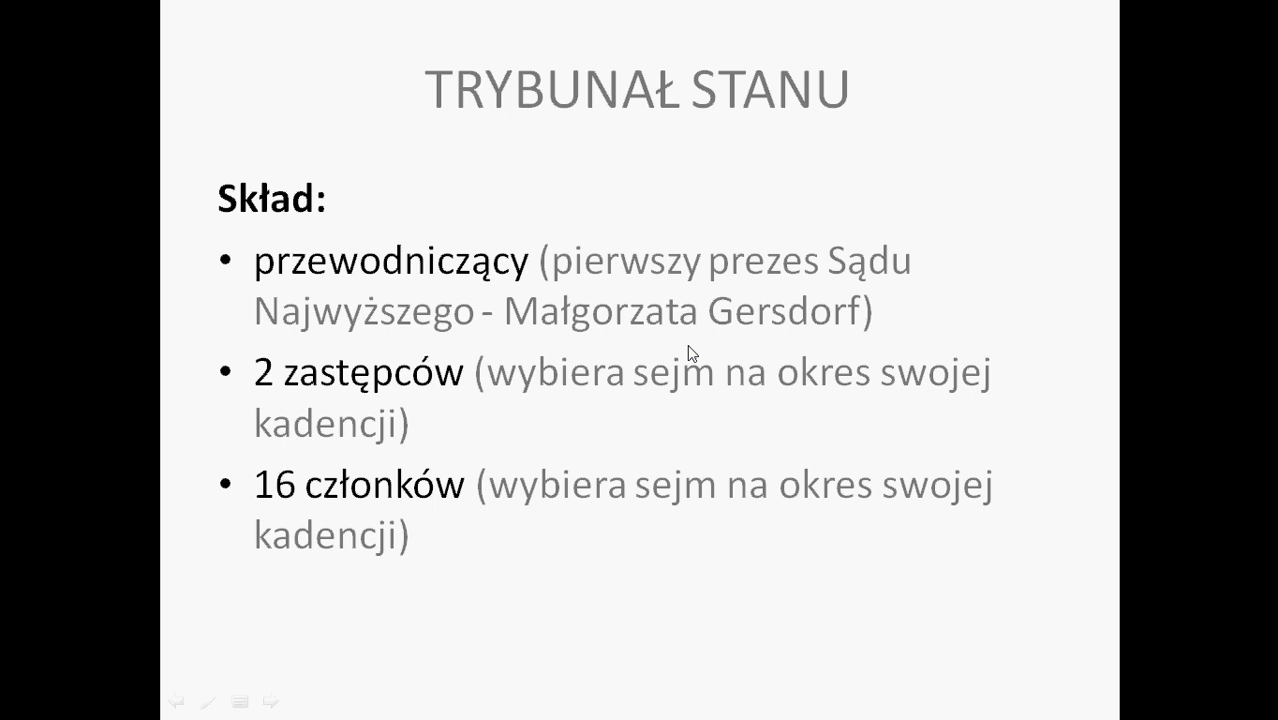 TRYBUNAŁ STANU
Skład:
• przewodniczący (pierwszy prezes Sądu
Najwyższego - Małgorzata Gersdorf)
• 2 zastępców (wybiera sejm na okres swojej
kadencji)
• 16 członków (wybiera sejm na okres swojej
kadencji)